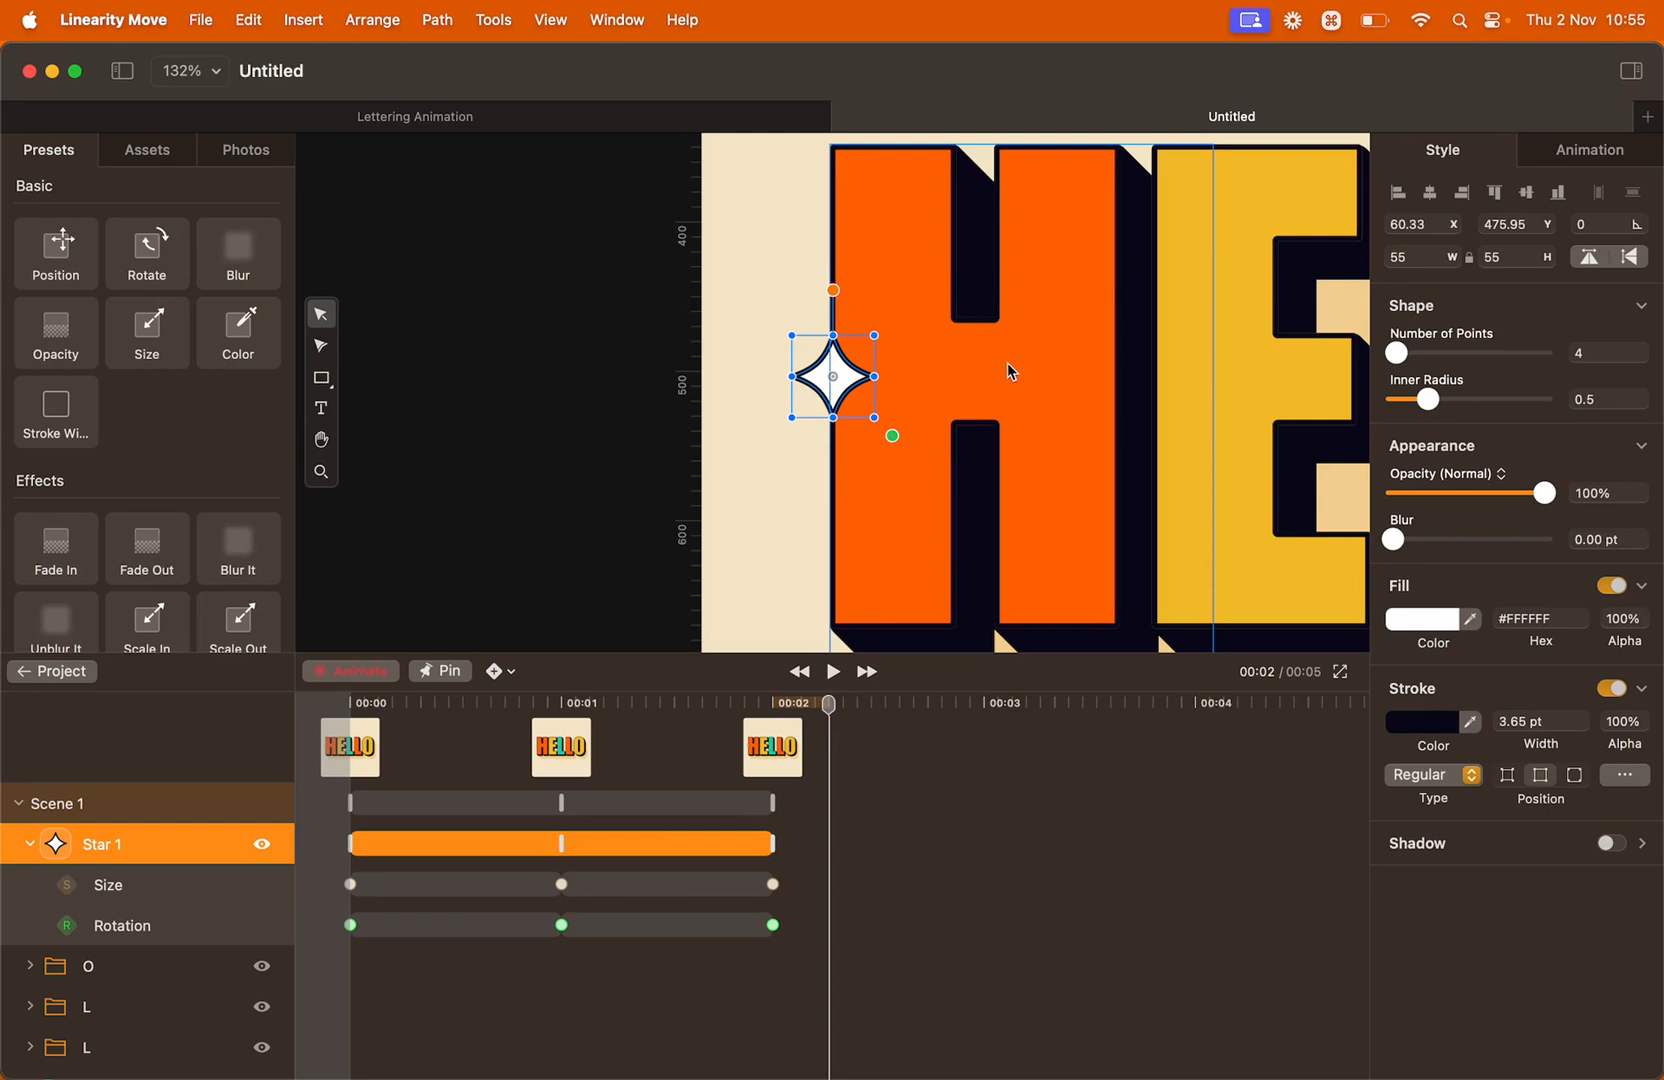 Linearity Move File Edit Insert Arrange Path Tools View Window Help Thu 2 Nov 10:55
132% Untitled
Lettering Animation Untitled
Presets Assets Photos
Basic
Position Rotate Blur
Opacity Size Color
Stroke Wi...
Effects
Fade In Fade Out Blur It
Unblur It Scale In Scale Out
400
500
600
HE
Style Animation
60.33 X 475.95 Y 0
55 W 55 H
Shape
Number of Points
4
Inner Radius
0.5
Appearance
Opacity (Normal)
100%
Blur
0.00 pt
Fill
#FFFFFF 100%
Color Hex Alpha
Stroke
3.65 pt 100%
Color Width Alpha
Regular ...
Type Position
Shadow
← Project Animate Pin 00:02 / 00:05
00:00 00:01 00:02 00:03 00:04
HELLO HELLO HELLO
Scene 1
Star 1
S Size
R Rotation
O
L
L